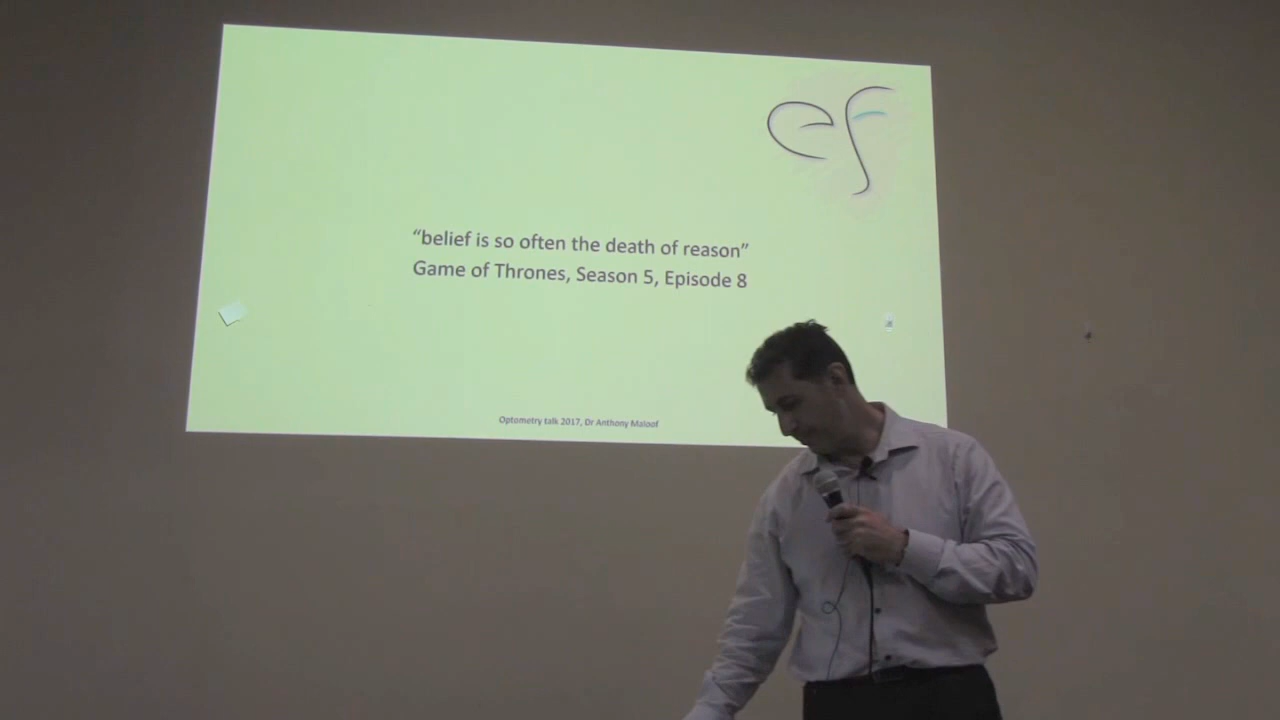 ef
“belief is so often the death of reason”
Game of Thrones, Season 5, Episode 8
Optometry talk 2017, Dr Anthony Maloof